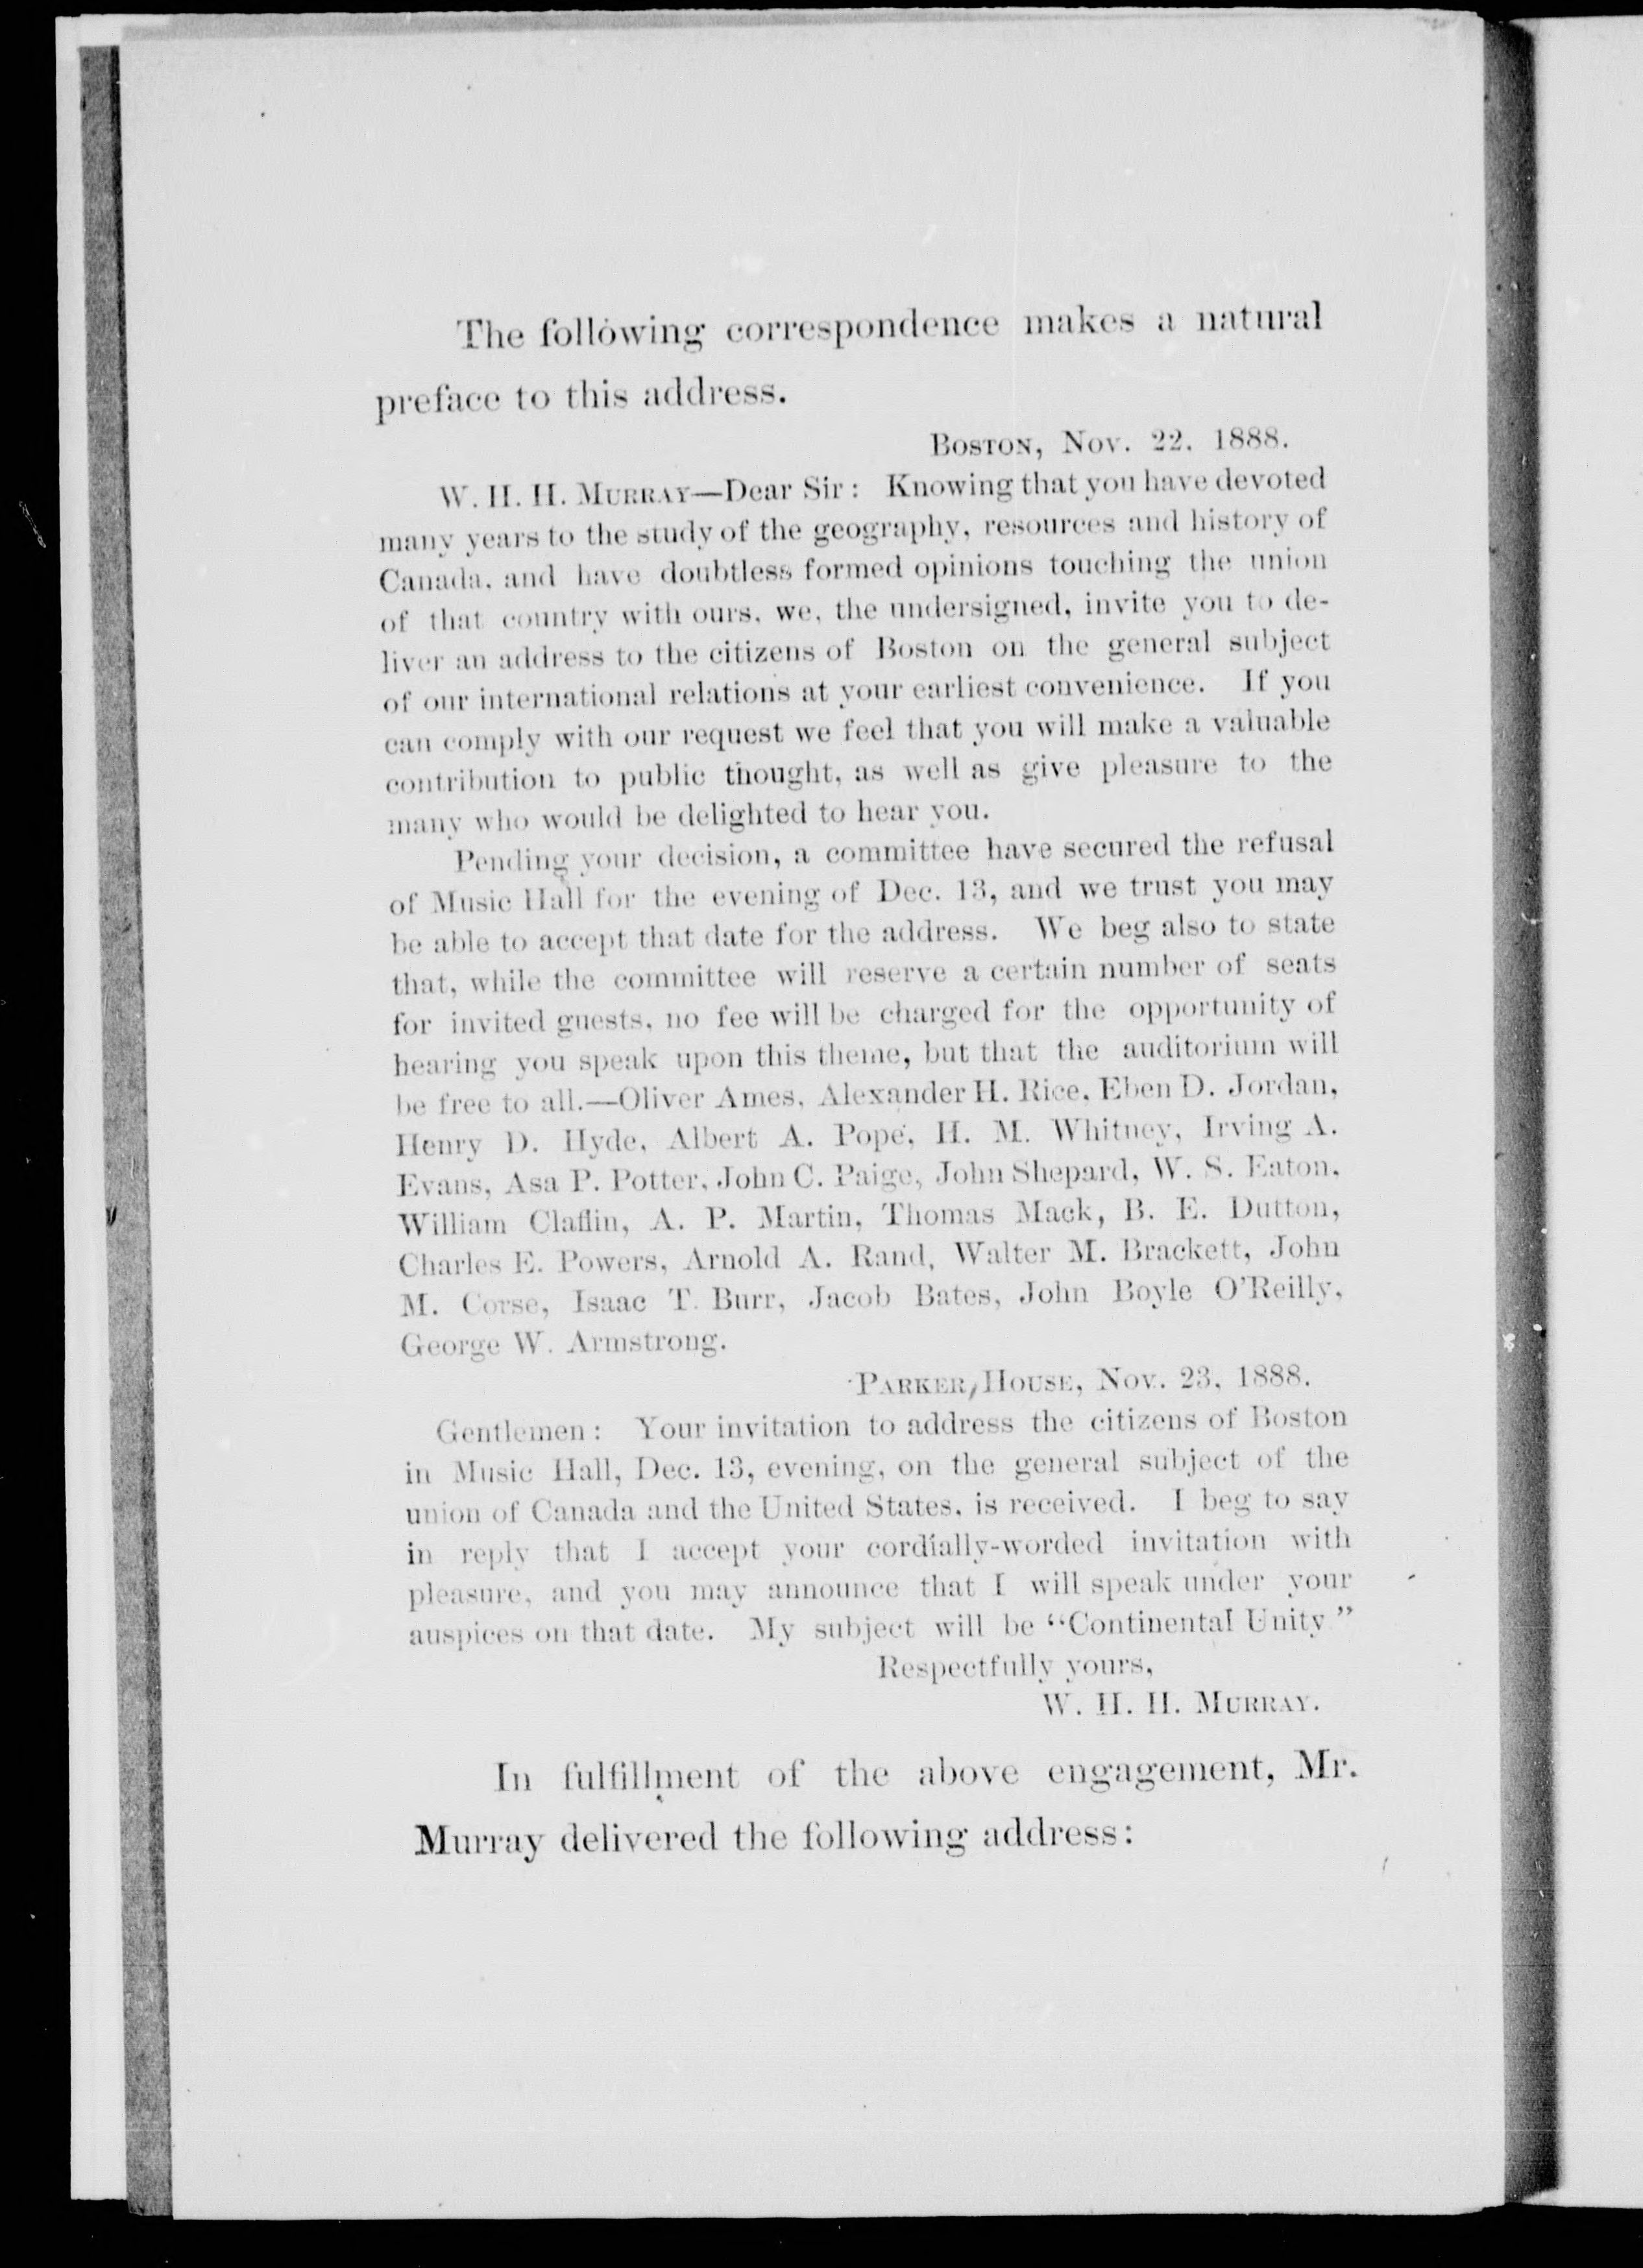 The following correspondence makes a natural
preface to this address.
BOSTON, Nov. 22. 1888.
W. H. H. MURRAY—Dear Sir: Knowing that you have devoted
many years to the study of the geography, resources and history of
Canada, and have doubtless formed opinions touching the union
of that country with ours, we, the undersigned, invite you to de-
liver an address to the citizens of Boston on the general subject
of our international relations at your earliest convenience. If you
can comply with our request we feel that you will make a valuable
contribution to public thought, as well as give pleasure to the
many who would be delighted to hear you.
Pending your decision, a committee have secured the refusal
of Music Hall for the evening of Dec. 13, and we trust you may
be able to accept that date for the address. We beg also to state
that, while the committee will reserve a certain number of seats
for invited guests, no fee will be charged for the opportunity of
hearing you speak upon this theme, but that the auditorium will
be free to all.—Oliver Ames, Alexander H. Rice, Eben D. Jordan,
Henry D. Hyde, Albert A. Pope, H. M. Whitney, Irving A.
Evans, Asa P. Potter, John C. Paige, John Shepard, W. S. Eaton,
William Claflin, A. P. Martin, Thomas Mack, B. E. Dutton,
Charles E. Powers, Arnold A. Rand, Walter M. Brackett, John
M. Corse, Isaac T. Burr, Jacob Bates, John Boyle O'Reilly,
George W. Armstrong.
PARKER HOUSE, Nov. 23, 1888.
Gentlemen: Your invitation to address the citizens of Boston
in Music Hall, Dec. 13, evening, on the general subject of the
union of Canada and the United States, is received. I beg to say
in reply that I accept your cordially-worded invitation with
pleasure, and you may announce that I will speak under your
auspices on that date. My subject will be "Continental Unity"
Respectfully yours,
W. H. H. MURRAY.
In fulfillment of the above engagement, Mr.
Murray delivered the following address: